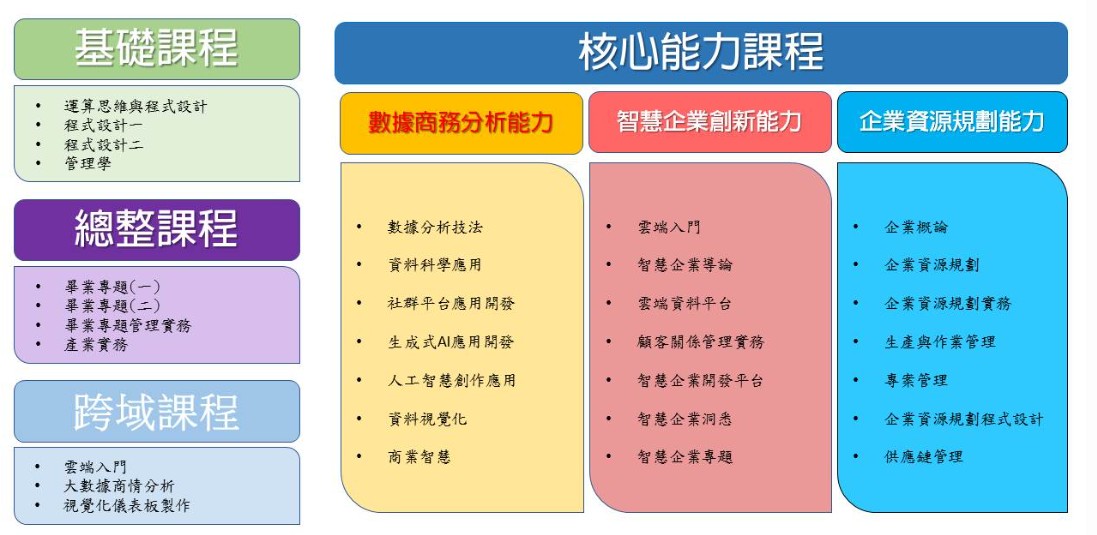 基礎課程
• 運算思維與程式設計
• 程式設計一
• 程式設計二
• 管理學
總整課程
• 畢業專題(一)
• 畢業專題(二)
• 畢業專題管理實務
• 產業實務
跨域課程
• 雲端入門
• 大數據商情分析
• 視覺化儀表板製作
核心能力課程
數據商務分析能力
• 數據分析技法
• 資料科學應用
• 社群平台應用開發
• 生成式AI應用開發
• 人工智慧創作應用
• 資料視覺化
• 商業智慧
智慧企業創新能力
• 雲端入門
• 智慧企業導論
• 雲端資料平台
• 顧客關係管理實務
• 智慧企業開發平台
• 智慧企業洞悉
• 智慧企業專題
企業資源規劃能力
• 企業概論
• 企業資源規劃
• 企業資源規劃實務
• 生產與作業管理
• 專案管理
• 企業資源規劃程式設計
• 供應鏈管理